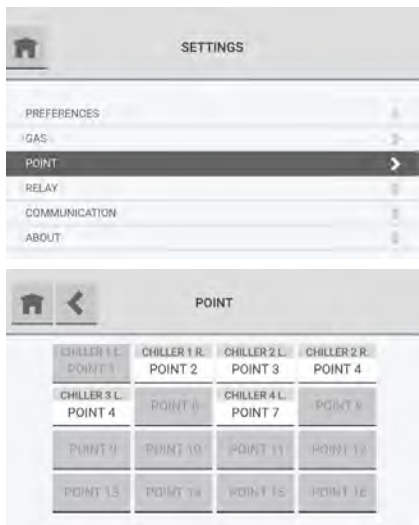 SETTINGS
PREFERENCES
GAS
POINT
RELAY
COMMUNICATION
ABOUT
POINT
CHILLER 1 L. CHILLER 1 R. CHILLER 2 L. CHILLER 2 R.
POINT 1 POINT 2 POINT 3 POINT 4
CHILLER 3 L. CHILLER 4 L.
POINT 4 POINT 6 POINT 7 POINT 8
POINT 9 POINT 10 POINT 11 POINT 12
POINT 13 POINT 14 POINT 15 POINT 16